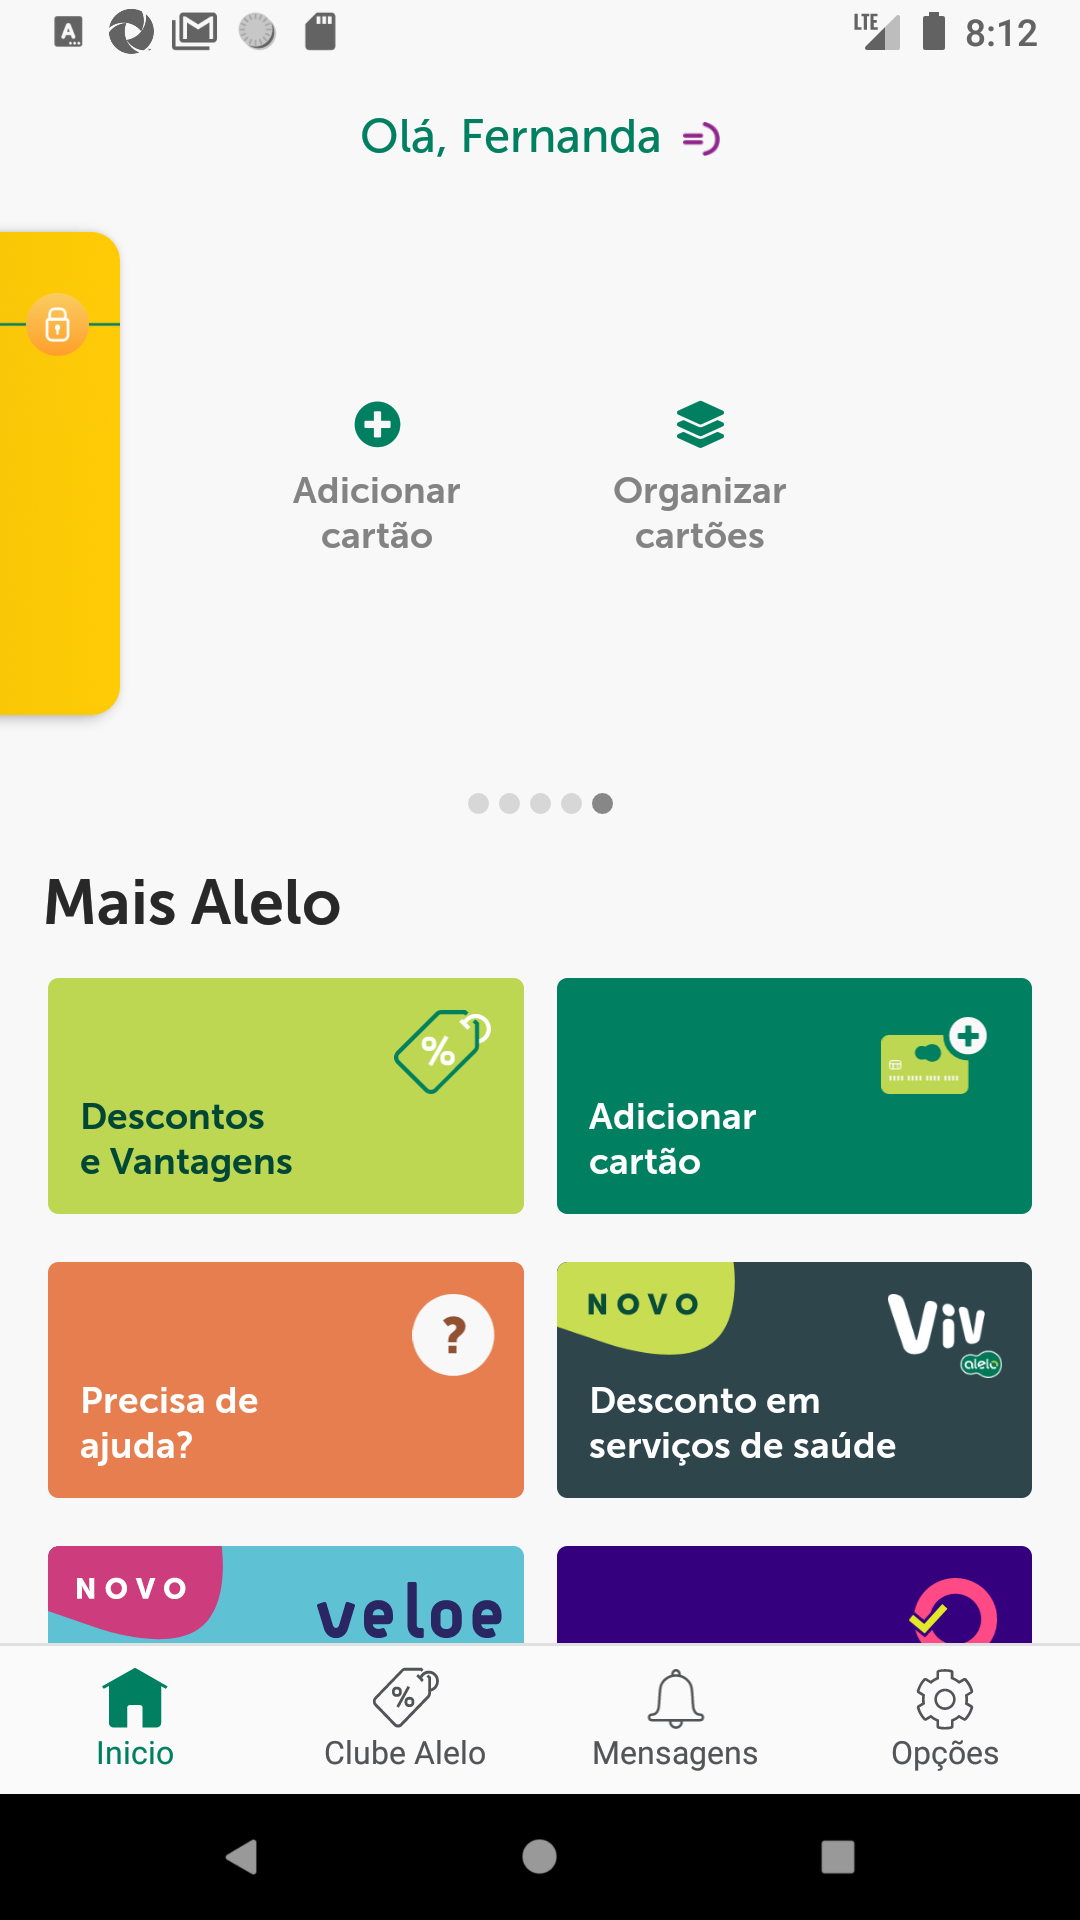 LTE 8:12
Olá, Fernanda =)
Adicionar
cartão
Organizar
cartões
Mais Alelo
%
Descontos
e Vantagens
Adicionar
cartão
?
Precisa de
ajuda?
NOVO
Viv
alelo
Desconto em
serviços de saúde
NOVO
veloe
Inicio
Clube Alelo
Mensagens
Opções